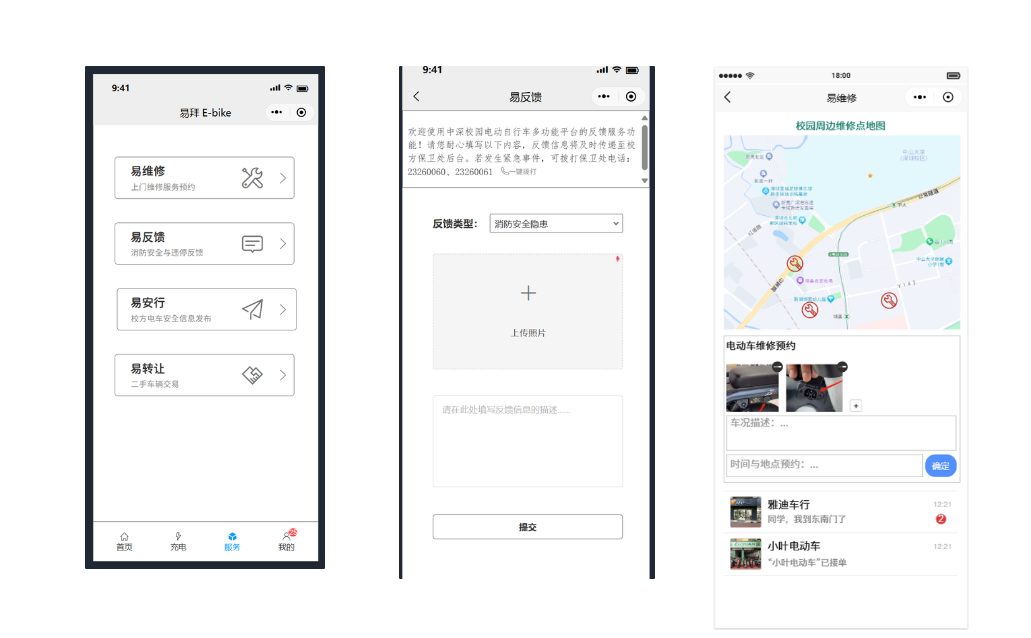 9:41
易拜 E-bike
易维修
上门维修服务预约
易反馈
消防安全与违停反馈
易安行
校方电车安全信息发布
易转让
二手车辆交易
首页
充电
服务
我的
9:41
易反馈
欢迎使用中深校园电动自行车多功能平台的反馈服务功
能！请您耐心填写以下内容，反馈信息将及时传递至校
方保卫处后台。若发生紧急事件，可拨打保卫处电话：
23260060、23260061 一键拨打
反馈类型：
消防安全隐患
上传照片
请在此处填写反馈信息的描述......
提交
18:00
易维修
校园周边维修点地图
中山大学
(深圳校区)
电动车维修预约
车况描述：...
时间与地点预约：...
确定
雅迪车行
12:21
同学，我到东南门了
2
小叶电动车
12:21
“小叶电动车”已接单